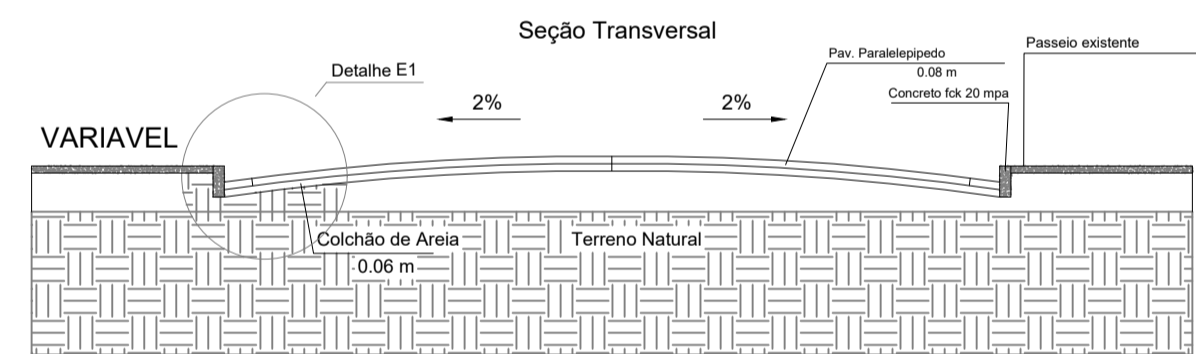 Seção Transversal
Detalhe E1
Pav. Paralelepipedo
0.08 m
Passeio existente
Concreto fck 20 mpa
2%
2%
VARIAVEL
Colchão de Areia
0.06 m
Terreno Natural